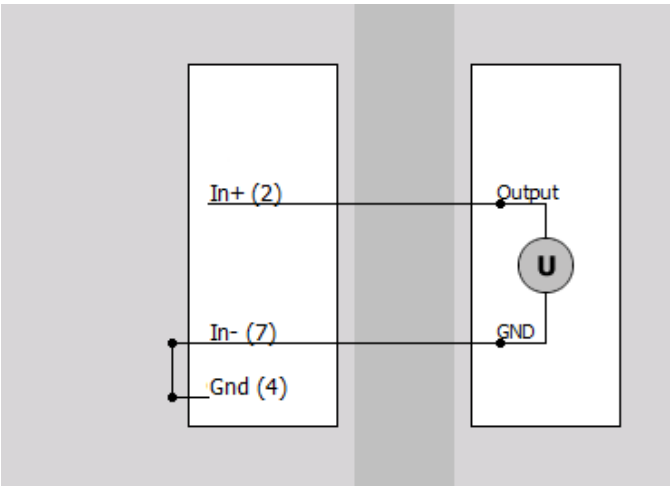 In+ (2)
Output
U
In- (7)
GND
Gnd (4)